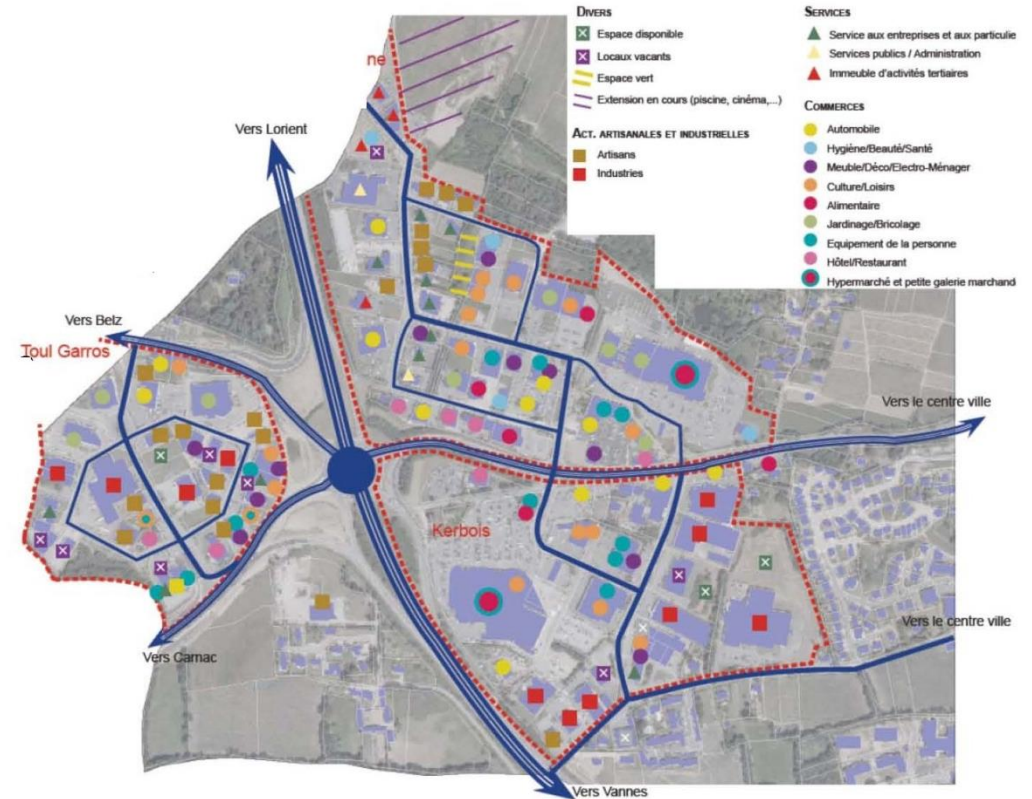 DIVERS
Espace disponible
Locaux vacants
Espace vert
Extension en cours (piscine, cinéma,...)
ACT. ARTISANALES ET INDUSTRIELLES
Artisans
Industries
SERVICES
Service aux entreprises et aux particulie
Services publics / Administration
Immeuble d'activités tertiaires
COMMERCES
Automobile
Hygiène/Beauté/Santé
Meuble/Déco/Electro-Ménager
Culture/Loisirs
Alimentaire
Jardinage/Bricolage
Equipement de la personne
Hôtel/Restaurant
Hypermarché et petite galerie marchand
ne
Vers Lorient
Vers Belz
Toul Garros
Vers le centre ville
Kerbois
Vers le centre ville
Vers Carnac
Vers Vannes